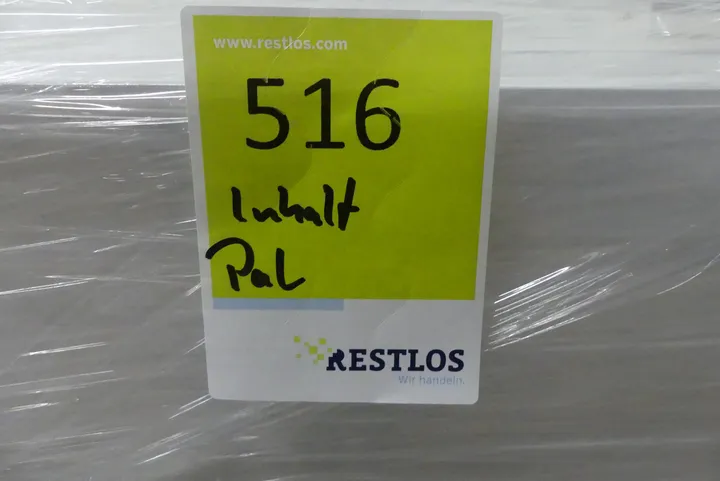 www.restlos.com
516
Inhalt
Pal
RESTLOS
Wir handeln.